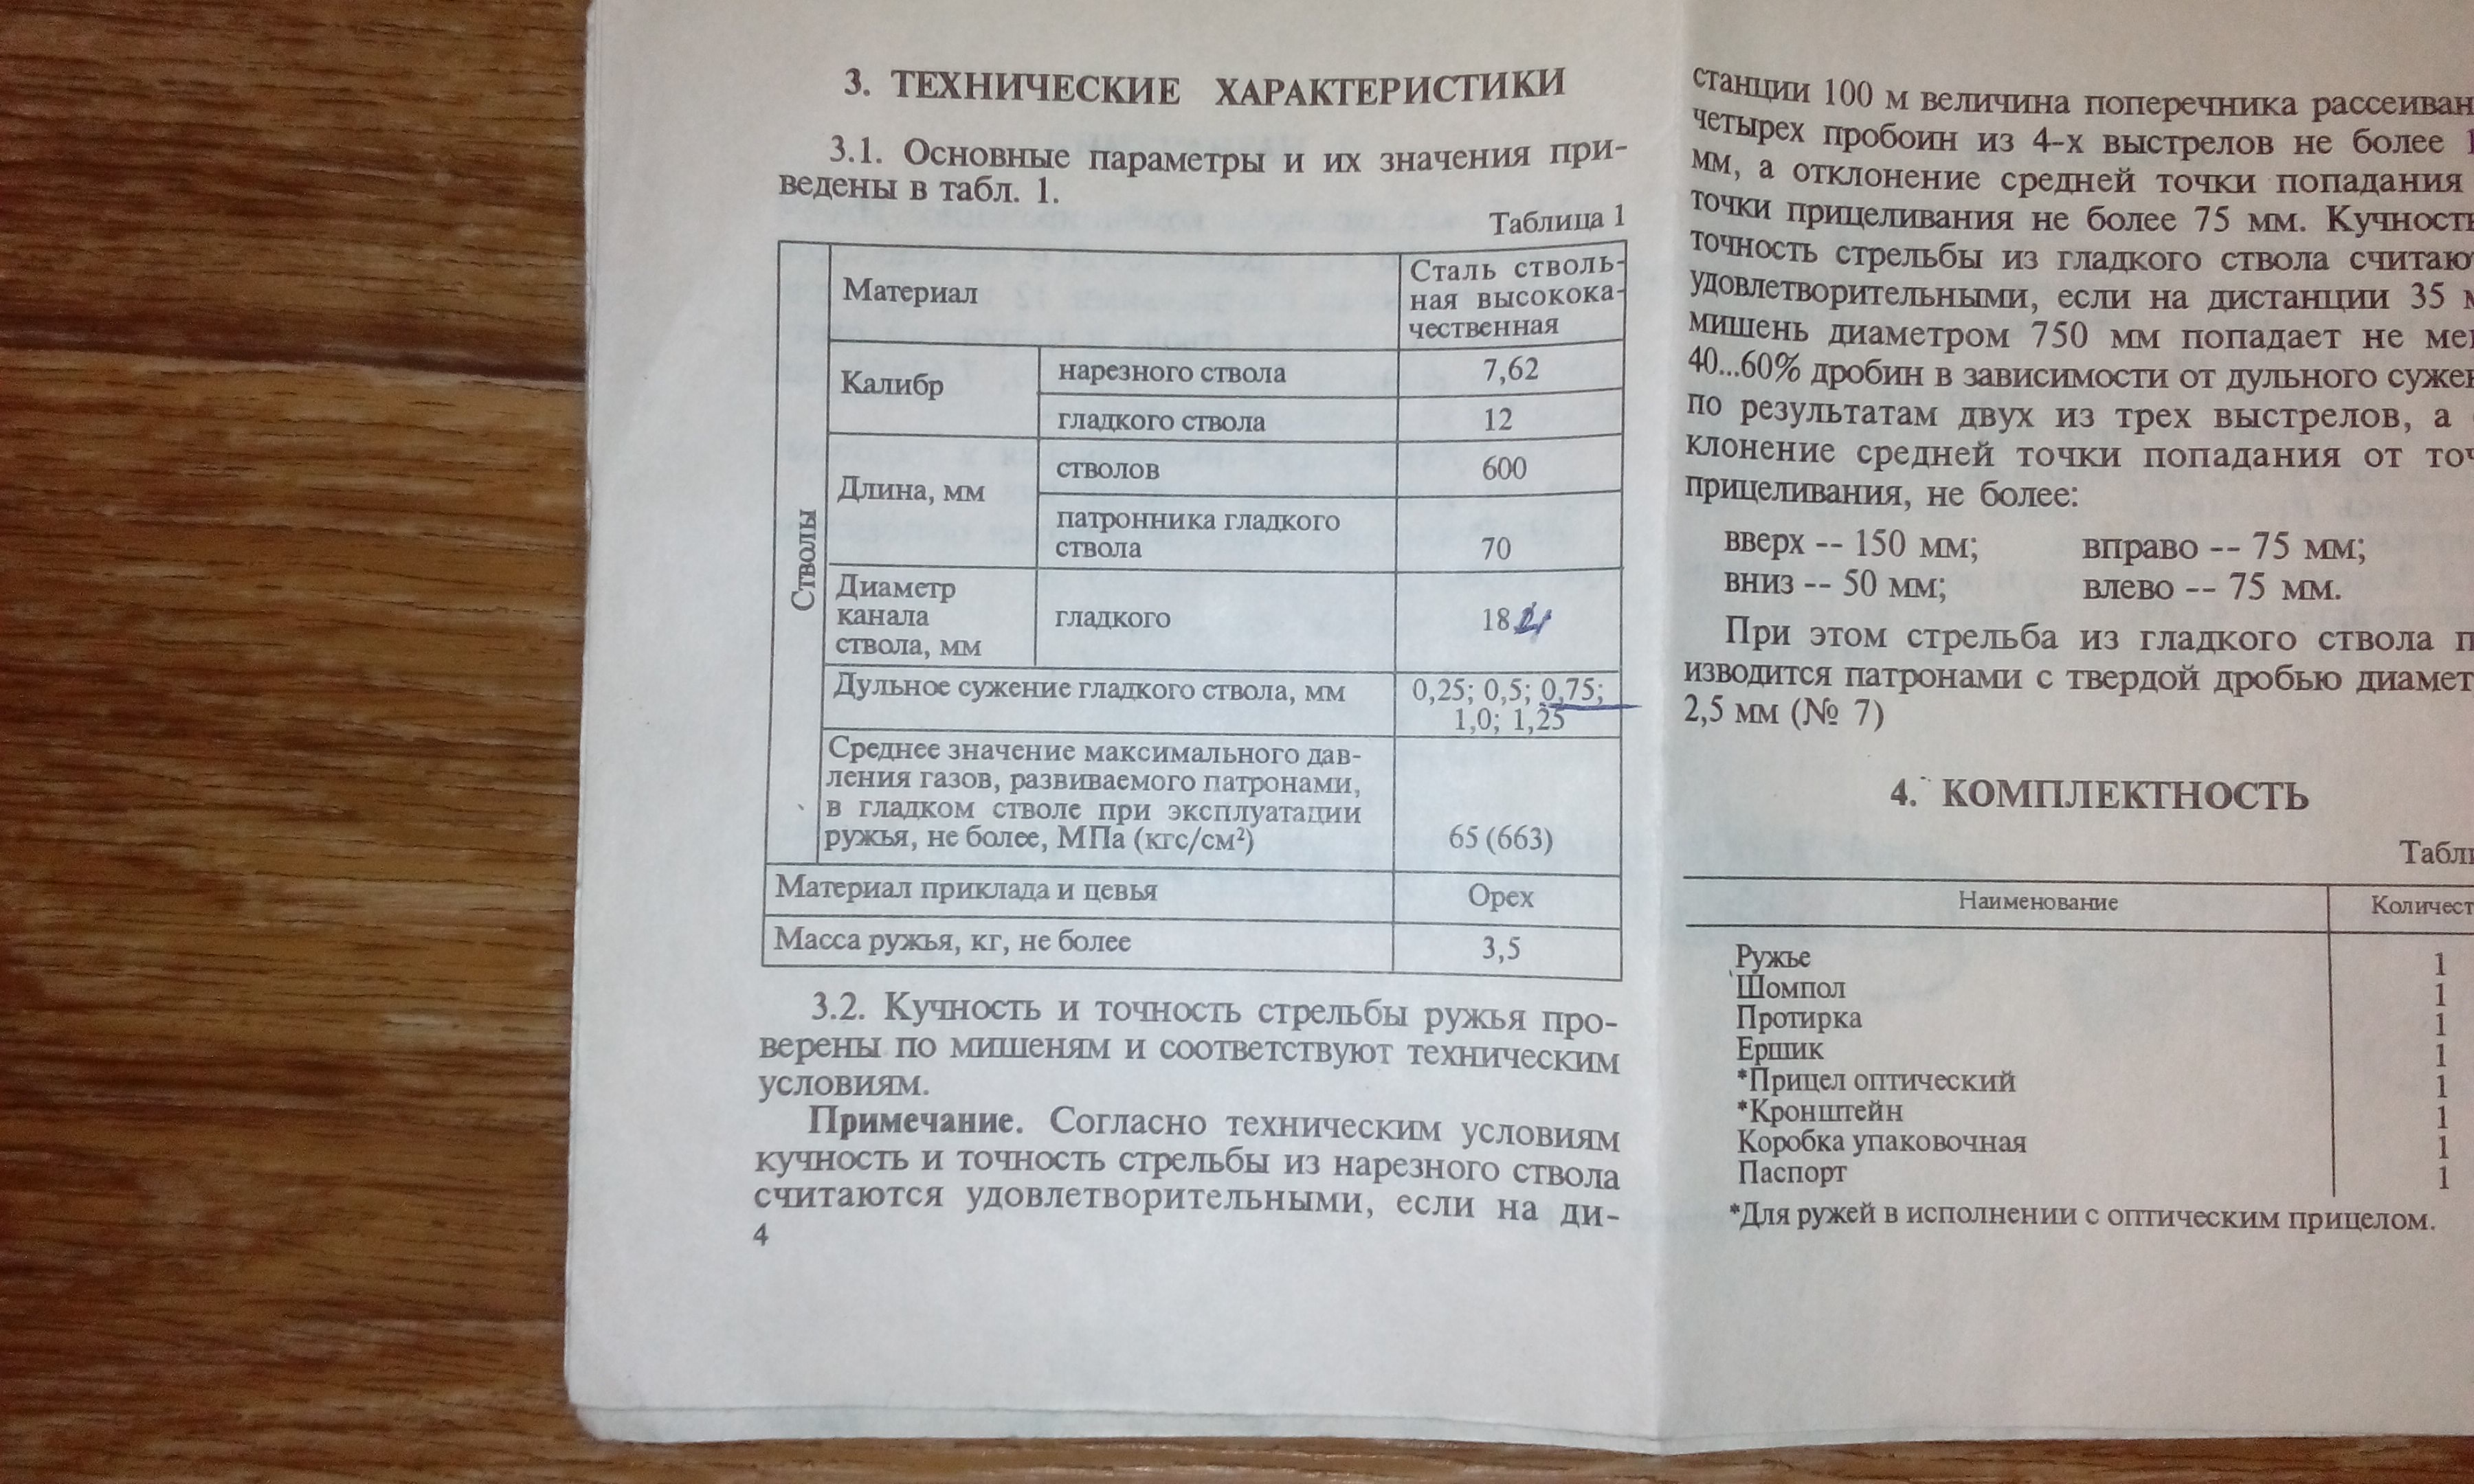 3. ТЕХНИЧЕСКИЕ ХАРАКТЕРИСТИКИ
3.1. Основные параметры и их значения при-
ведены в табл. 1.
Таблица 1
Стволы
Материал
Сталь стволь-
ная высокока-
чественная
Калибр
нарезного ствола
7,62
гладкого ствола
12
Длина, мм
стволов
600
патронника гладкого
ствола
70
Диаметр
канала
ствола, мм
гладкого
18
Дульное сужение гладкого ствола, мм
0,25; 0,5; 0,75;
1,0; 1,25
Среднее значение максимального дав-
ления газов, развиваемого патронами,
в гладком стволе при эксплуатации
ружья, не более, МПа (кгс/см²)
65 (663)
Материал приклада и цевья
Орех
Масса ружья, кг, не более
3,5
3.2. Кучность и точность стрельбы ружья про-
верены по мишеням и соответствуют техническим
условиям.
Примечание. Согласно техническим условиям
кучность и точность стрельбы из нарезного ствола
считаются удовлетворительными, если на ди-
4
станции 100 м величина поперечника рассеиван
четырех пробоин из 4-х выстрелов не более 1
мм, а отклонение средней точки попадания
точки прицеливания не более 75 мм. Кучность
точность стрельбы из гладкого ствола считаю
удовлетворительными, если на дистанции 35 м
мишень диаметром 750 мм попадает не ме
40...60% дробин в зависимости от дульного суже
по результатам двух из трех выстрелов, а
клонение средней точки попадания от точ
прицеливания, не более:
вверх -- 150 мм; вправо -- 75 мм;
вниз -- 50 мм; влево -- 75 мм.
При этом стрельба из гладкого ствола п
изводится патронами с твердой дробью диамет
2,5 мм (№ 7)
4. КОМПЛЕКТНОСТЬ
Табли
Наименование Количест
Ружье 1
Шомпол 1
Протирка 1
Ершик 1
*Прицел оптический 1
*Кронштейн 1
Коробка упаковочная 1
Паспорт 1
*Для ружей в исполнении с оптическим прицелом.